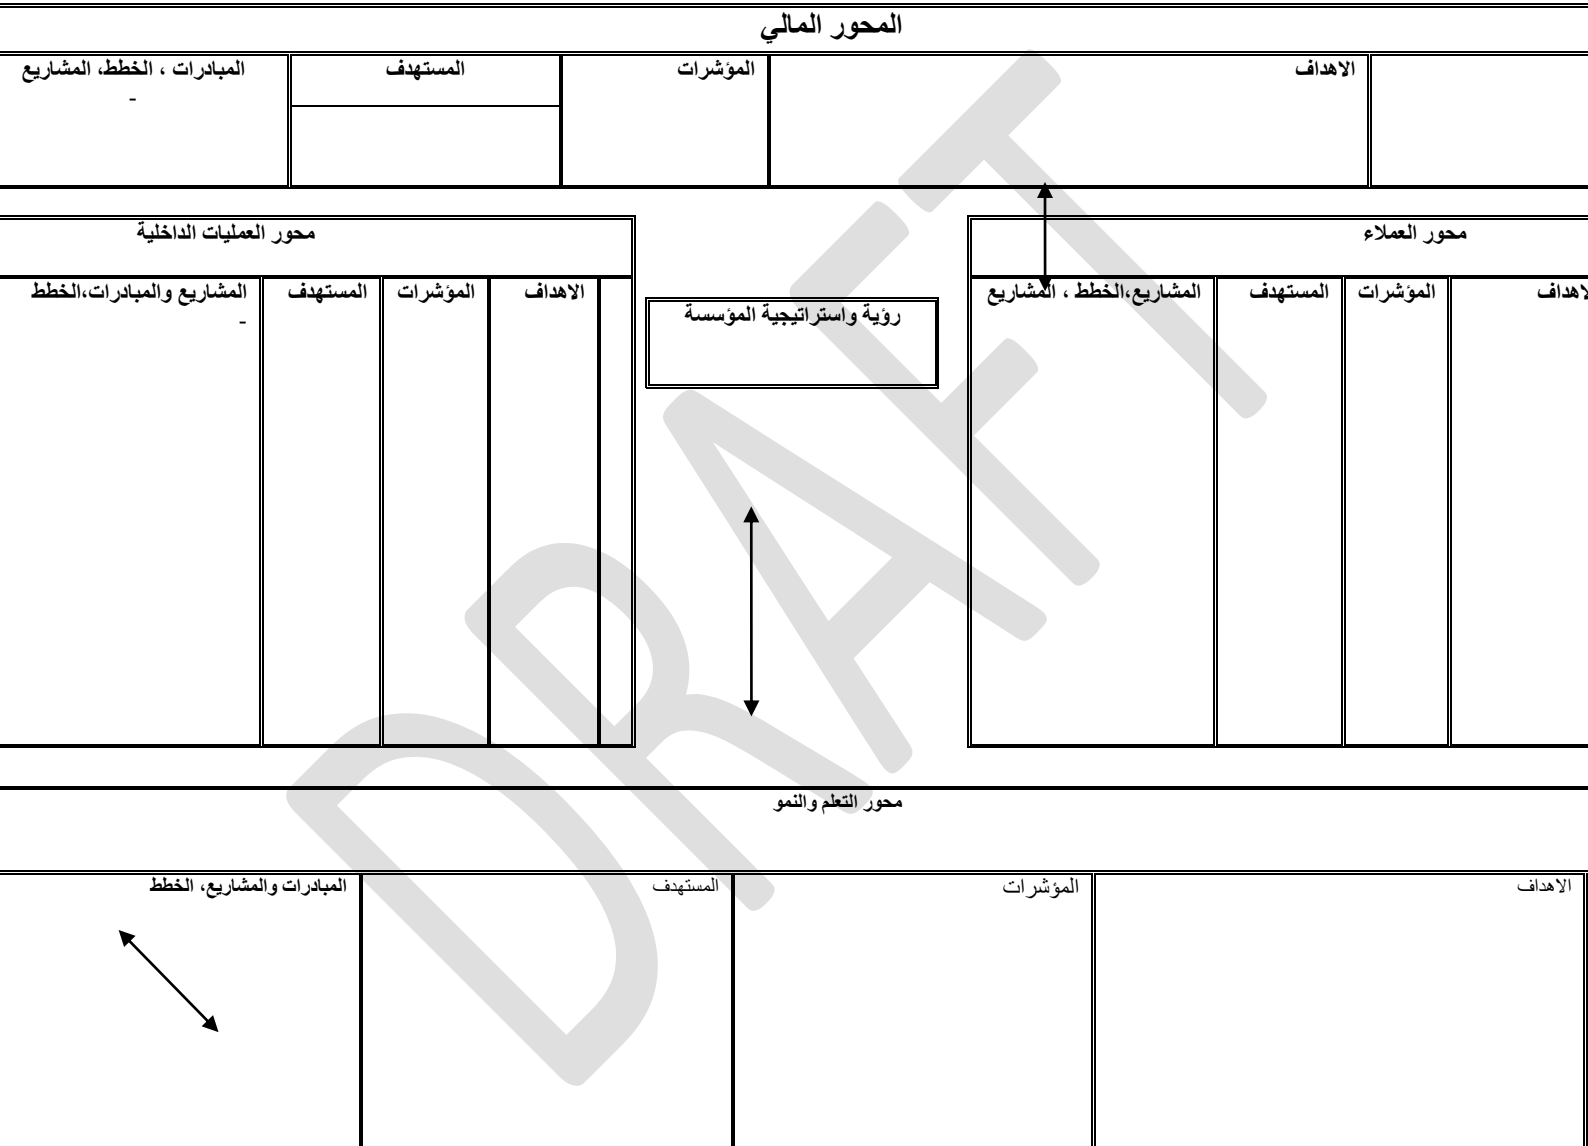 المحور المالي
الاهداف
المؤشرات
المستهدف
المبادرات ، الخطط، المشاريع
-
محور العملاء
الاهداف
المؤشرات
المستهدف
المشاريع،الخطط ، المشاريع
رؤية واستراتيجية المؤسسة
محور العمليات الداخلية
الاهداف
المؤشرات
المستهدف
المشاريع والمبادرات،الخطط
-
محور التعلم والنمو
الاهداف
المؤشرات
المستهدف
المبادرات والمشاريع، الخطط
DRAFT